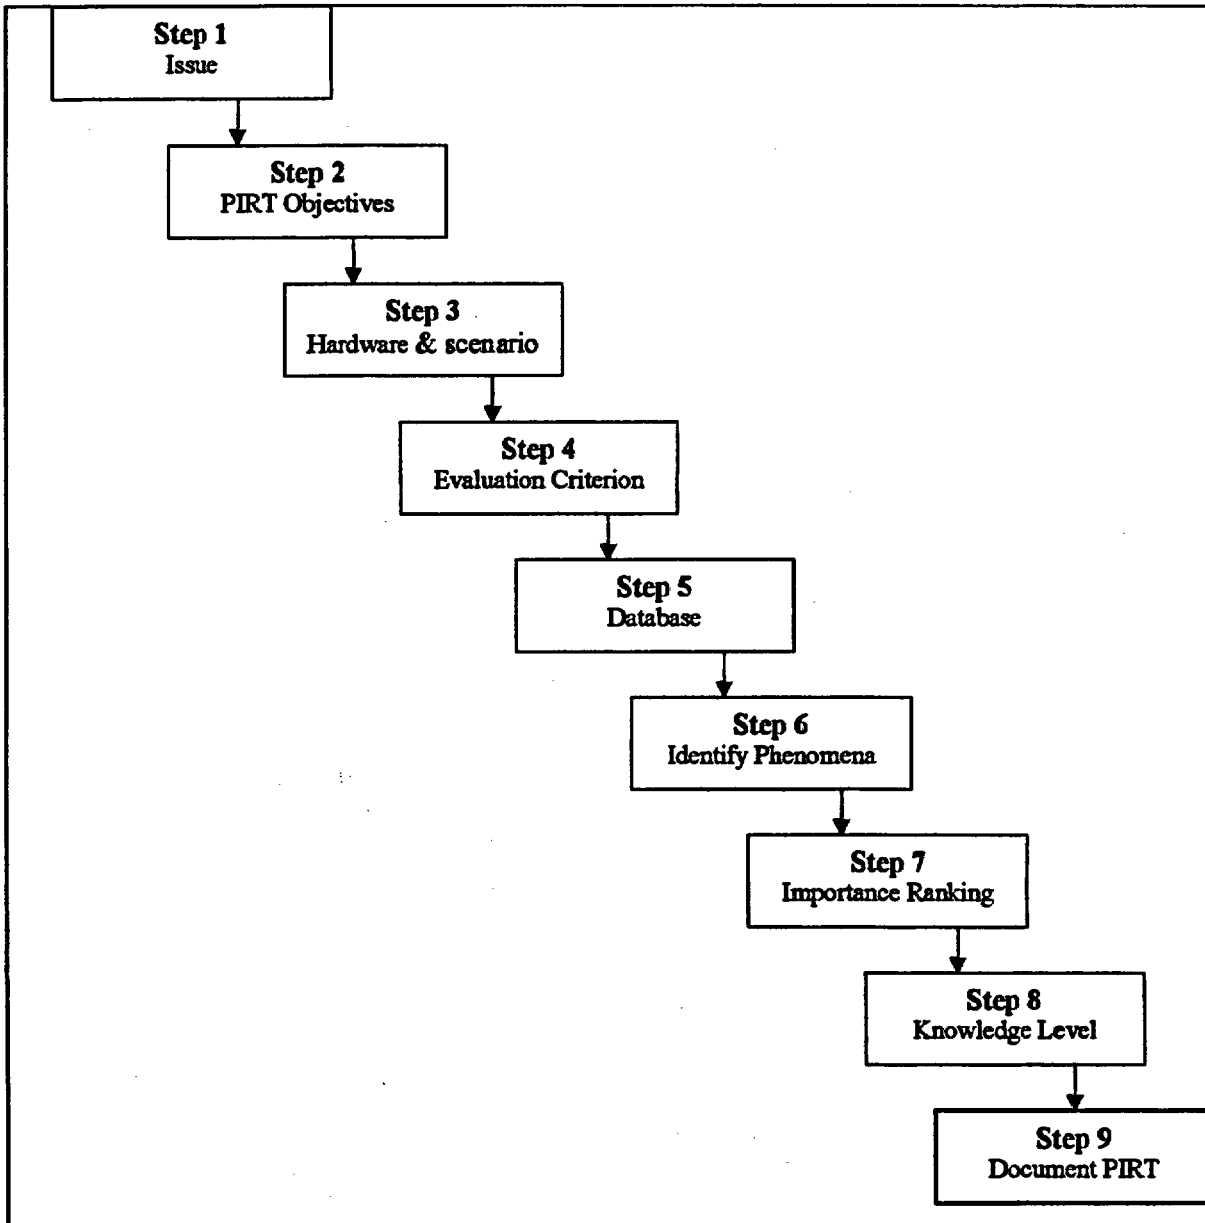 Step 1
Issue
Step 2
PIRT Objectives
Step 3
Hardware & scenario
Step 4
Evaluation Criterion
Step 5
Database
Step 6
Identify Phenomena
Step 7
Importance Ranking
Step 8
Knowledge Level
Step 9
Document PIRT